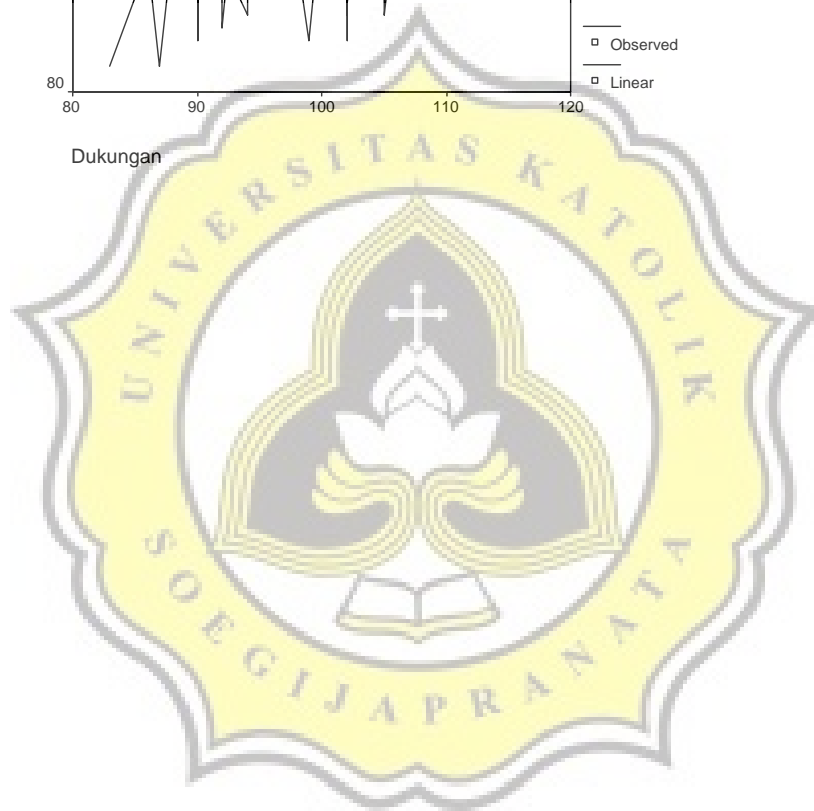 Observed
80
Linear
80 90 100 110 120
Dukungan
UNIVERSITAS KATOLIK
SOEGIJAPRANATA